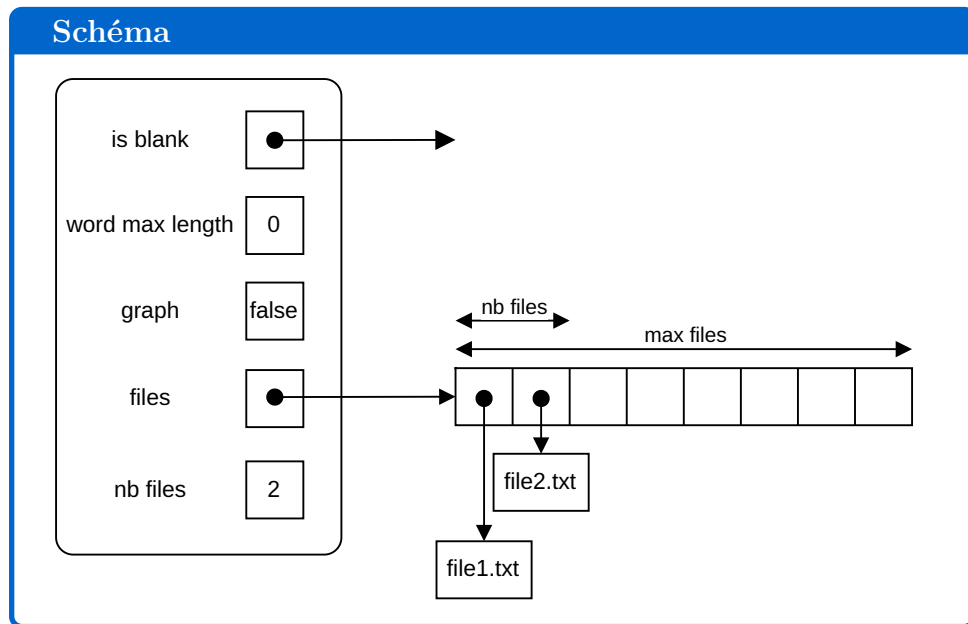 Schéma
is blank
word max length 0
graph false
nb files
max files
files
file2.txt
nb files 2
file1.txt